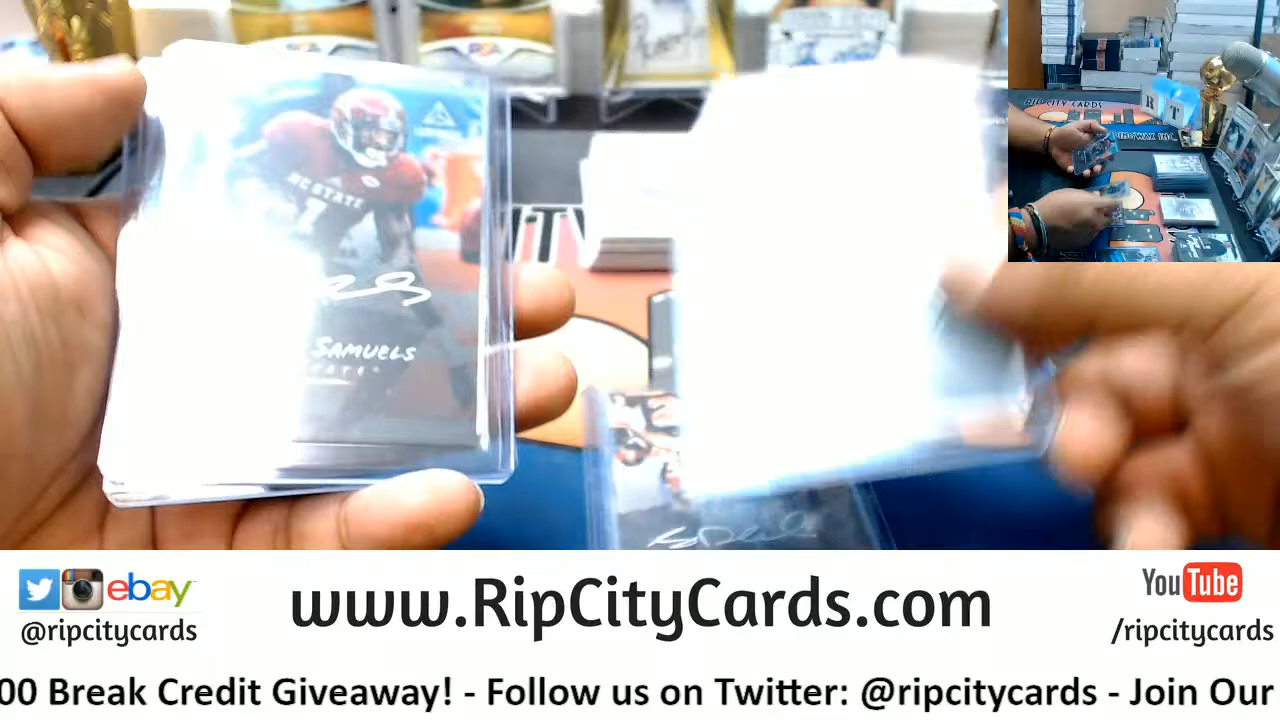 NC STATE
1
SAMUELS
RIP CITY CARDS
R
T
ebay
@ripcitycards
www.RipCityCards.com
YouTube
/ripcitycards
00 Break Credit Giveaway! - Follow us on Twitter: @ripcitycards - Join Our